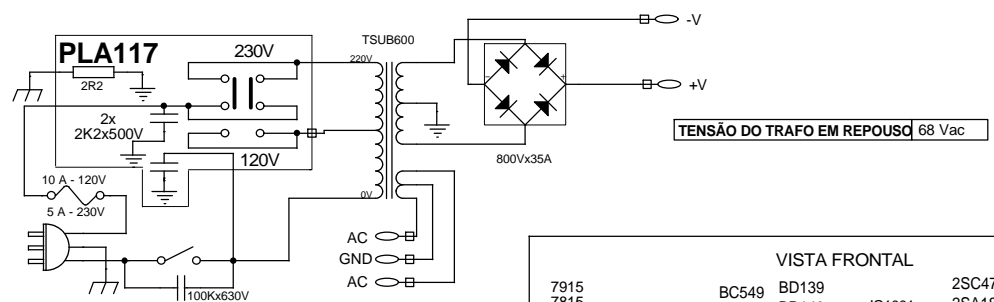 -V
PLA117
230V
TSUB600
220V
2R2
+V
2x
2K2x500V
TENSÃO DO TRAFO EM REPOUSO 68 Vac
120V
800Vx35A
10 A - 120V
0V
5 A - 230V
AC
GND
AC
100Kx630V
VISTA FRONTAL
7915
BC549
BD139
2SC47
7815